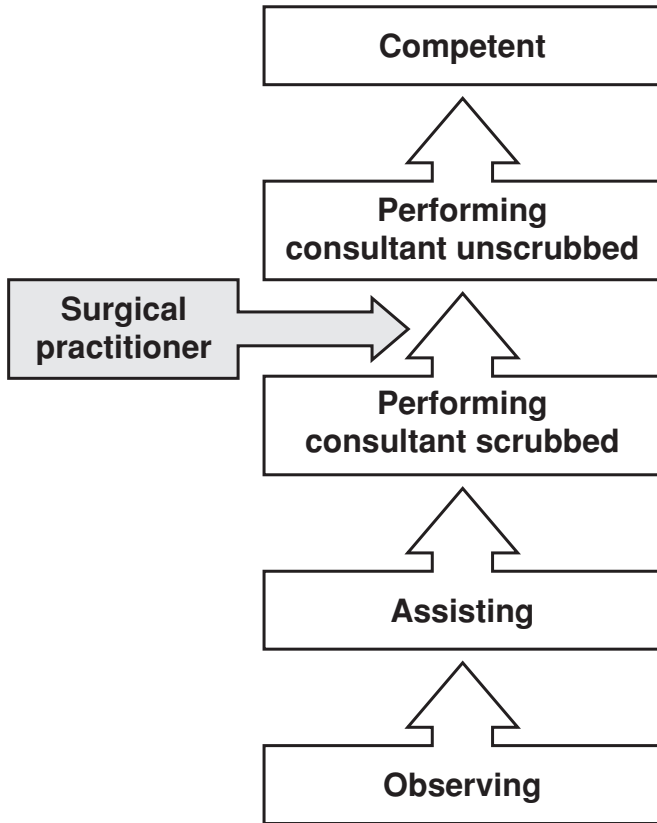 Competent
Performing
consultant unscrubbed
Surgical
practitioner
Performing
consultant scrubbed
Assisting
Observing